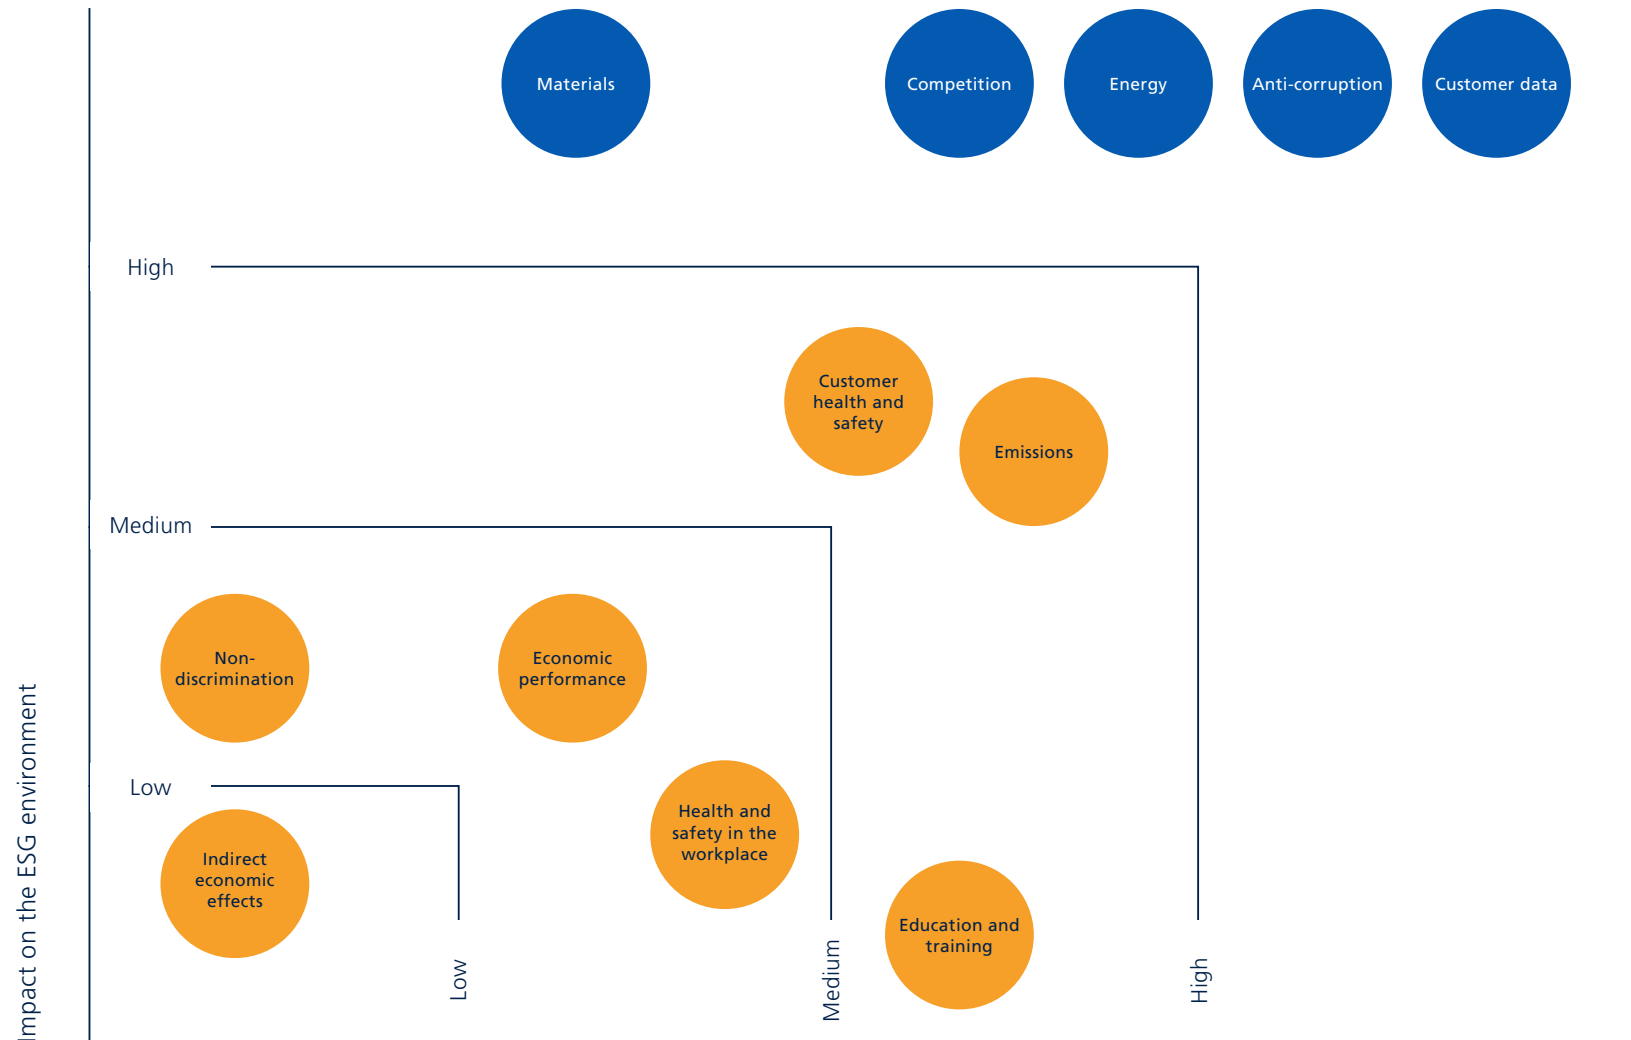 Materials
Competition
Energy
Anti-corruption
Customer data
High
Customer
health and
safety
Emissions
Medium
Non-
discrimination
Economic
performance
Low
Health and
safety in the
workplace
Indirect
economic
effects
Education and
training
Low
Medium
High
Impact on the ESG environment